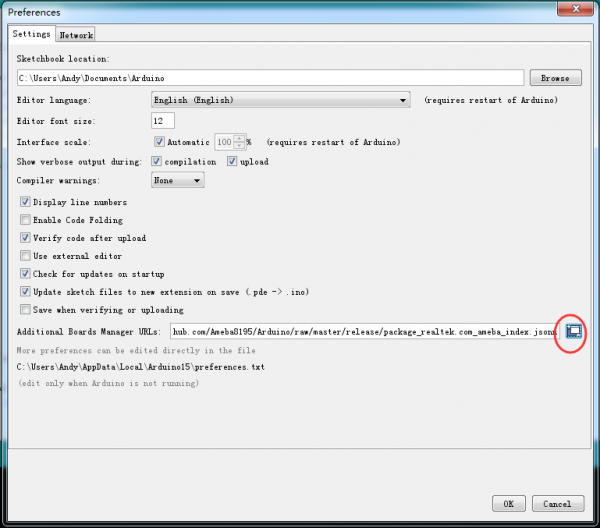 Preferences
Settings Network
Sketchbook location:
C:\Users\Andy\Documents\Arduino Browse
Editor language: English (English) (requires restart of Arduino)
Editor font size: 12
Interface scale: Automatic 100 % (requires restart of Arduino)
Show verbose output during: compilation upload
Compiler warnings: None
Display line numbers
Enable Code Folding
Verify code after upload
Use external editor
Check for updates on startup
Update sketch files to new extension on save (.pde -> .ino)
Save when verifying or uploading
Additional Boards Manager URLs: hub.com/Ameba8195/Arduino/raw/master/release/package_realtek.com_ameba_index.json
More preferences can be edited directly in the file
C:\Users\Andy\AppData\Local\Arduino15\preferences.txt
(edit only when Arduino is not running)
OK Cancel